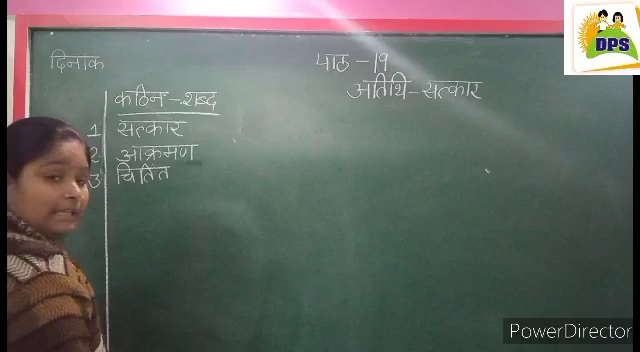 दिनाक
पाठ -19
अतिथि-सत्कार
कठिन-शब्द
1 सत्कार
2 आक्रमण
3 चितिंत
DPS
PowerDirector